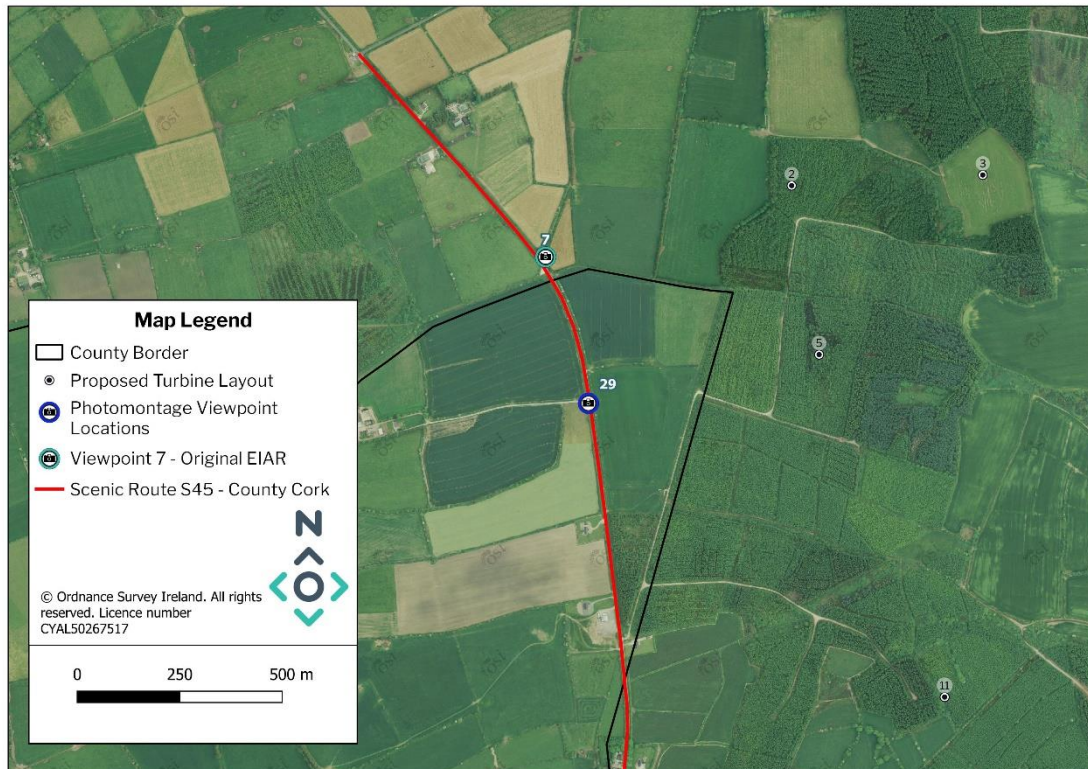 7
2
3
5
29
11
Map Legend
County Border
Proposed Turbine Layout
Photomontage Viewpoint
Locations
Viewpoint 7 - Original EIAR
Scenic Route S45 - County Cork
N
© Ordnance Survey Ireland. All rights
reserved. Licence number
CYAL50267517
0 250 500 m